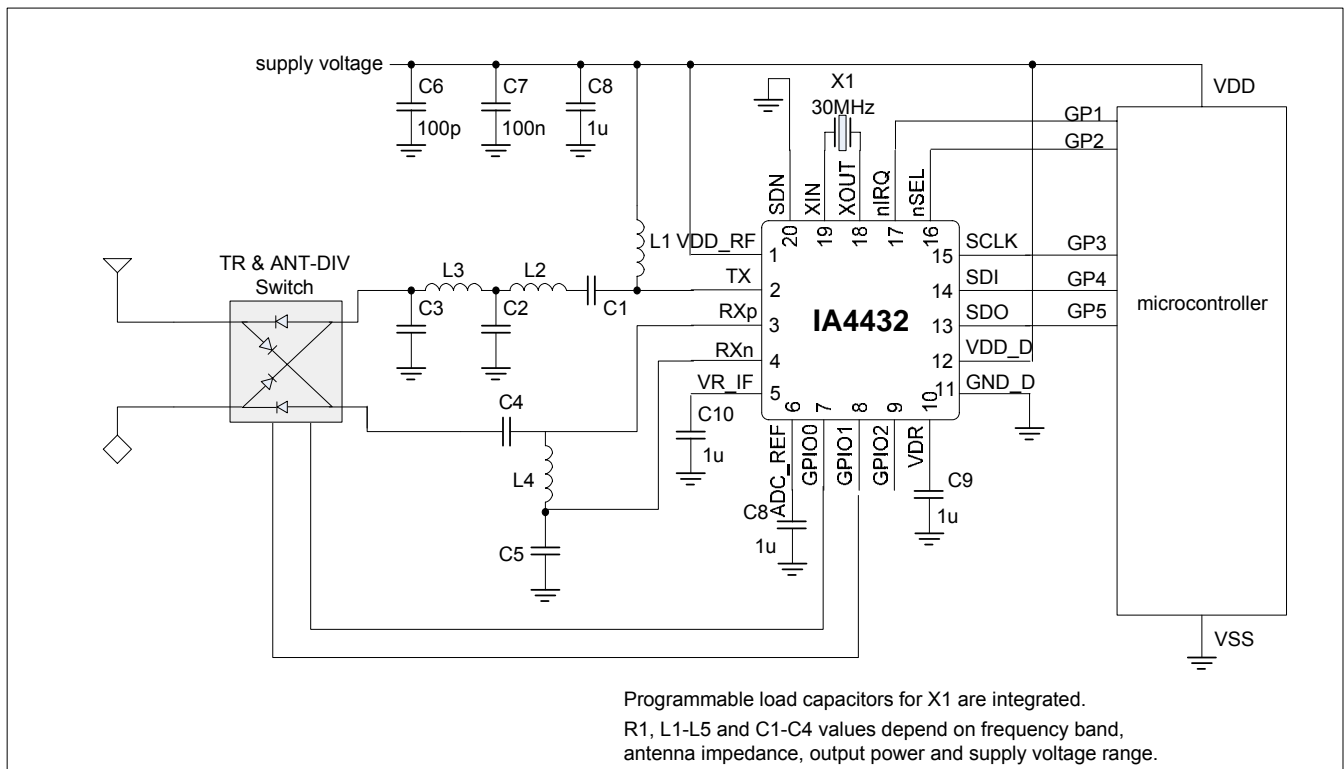 supply voltage
C6
100p
C7
100n
C8
1u
X1
30MHz
VDD
GP1
GP2
SDN
XIN
XOUT
nIRQ
nSEL
20
19
18
17
16
L1
VDD_RF
1
SCLK
15
GP3
TR & ANT-DIV
Switch
L3
L2
C3
C2
C1
TX
2
SDI
14
GP4
RXp
3
IA4432
SDO
13
GP5
microcontroller
RXn
4
VDD_D
12
VR_IF
5
GND_D
11
C10
1u
6
7
8
9
10
ADC_REF
GPIO0
GPIO1
GPIO2
VDR
C4
L4
C5
C8
1u
C9
1u
VSS
Programmable load capacitors for X1 are integrated.
R1, L1-L5 and C1-C4 values depend on frequency band,
antenna impedance, output power and supply voltage range.